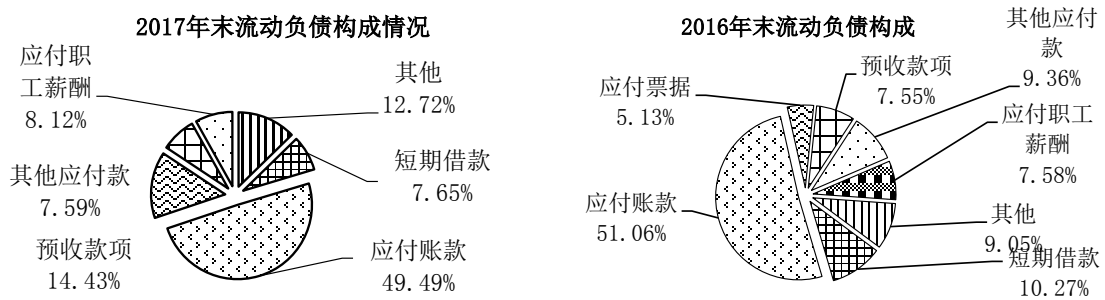 2017年末流动负债构成情况
应付职
工薪酬
8.12%
其他
12.72%
短期借款
7.65%
其他应付款
7.59%
预收款项
14.43%
应付账款
49.49%
2016年末流动负债构成
应付票据
5.13%
预收款项
7.55%
其他应付
款
9.36%
应付职工
薪酬
7.58%
应付账款
51.06%
其他
9.05%
短期借款
10.27%